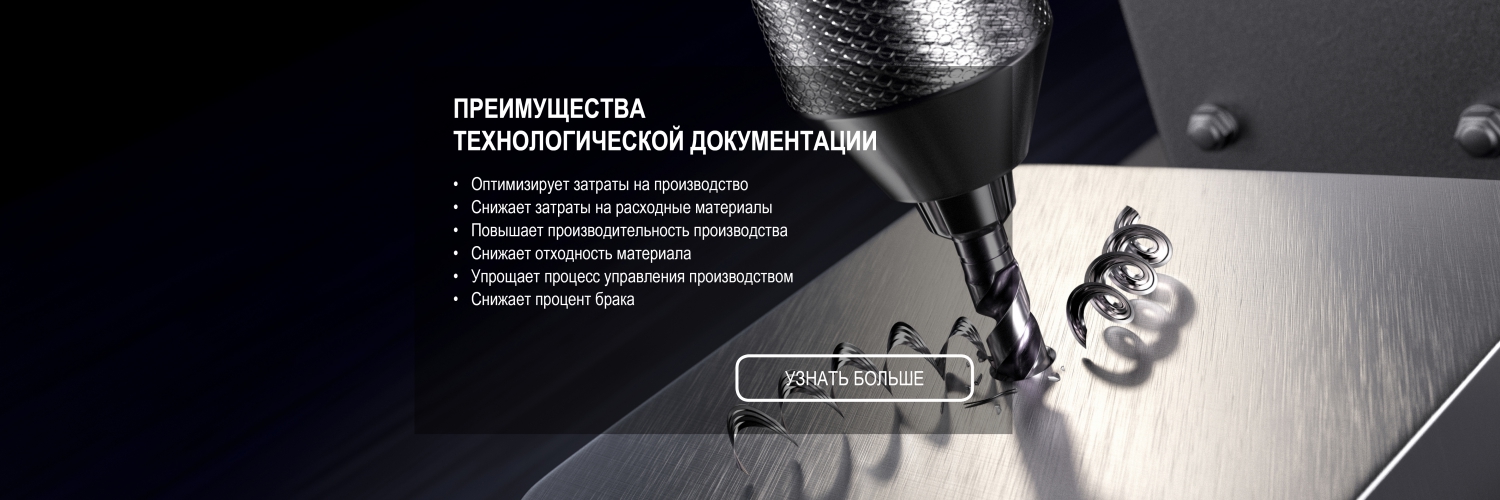 ПРЕИМУЩЕСТВА
ТЕХНОЛОГИЧЕСКОЙ ДОКУМЕНТАЦИИ
• Оптимизирует затраты на производство
• Снижает затраты на расходные материалы
• Повышает производительность производства
• Снижает отходность материала
• Упрощает процесс управления производством
• Снижает процент брака
УЗНАТЬ БОЛЬШЕ